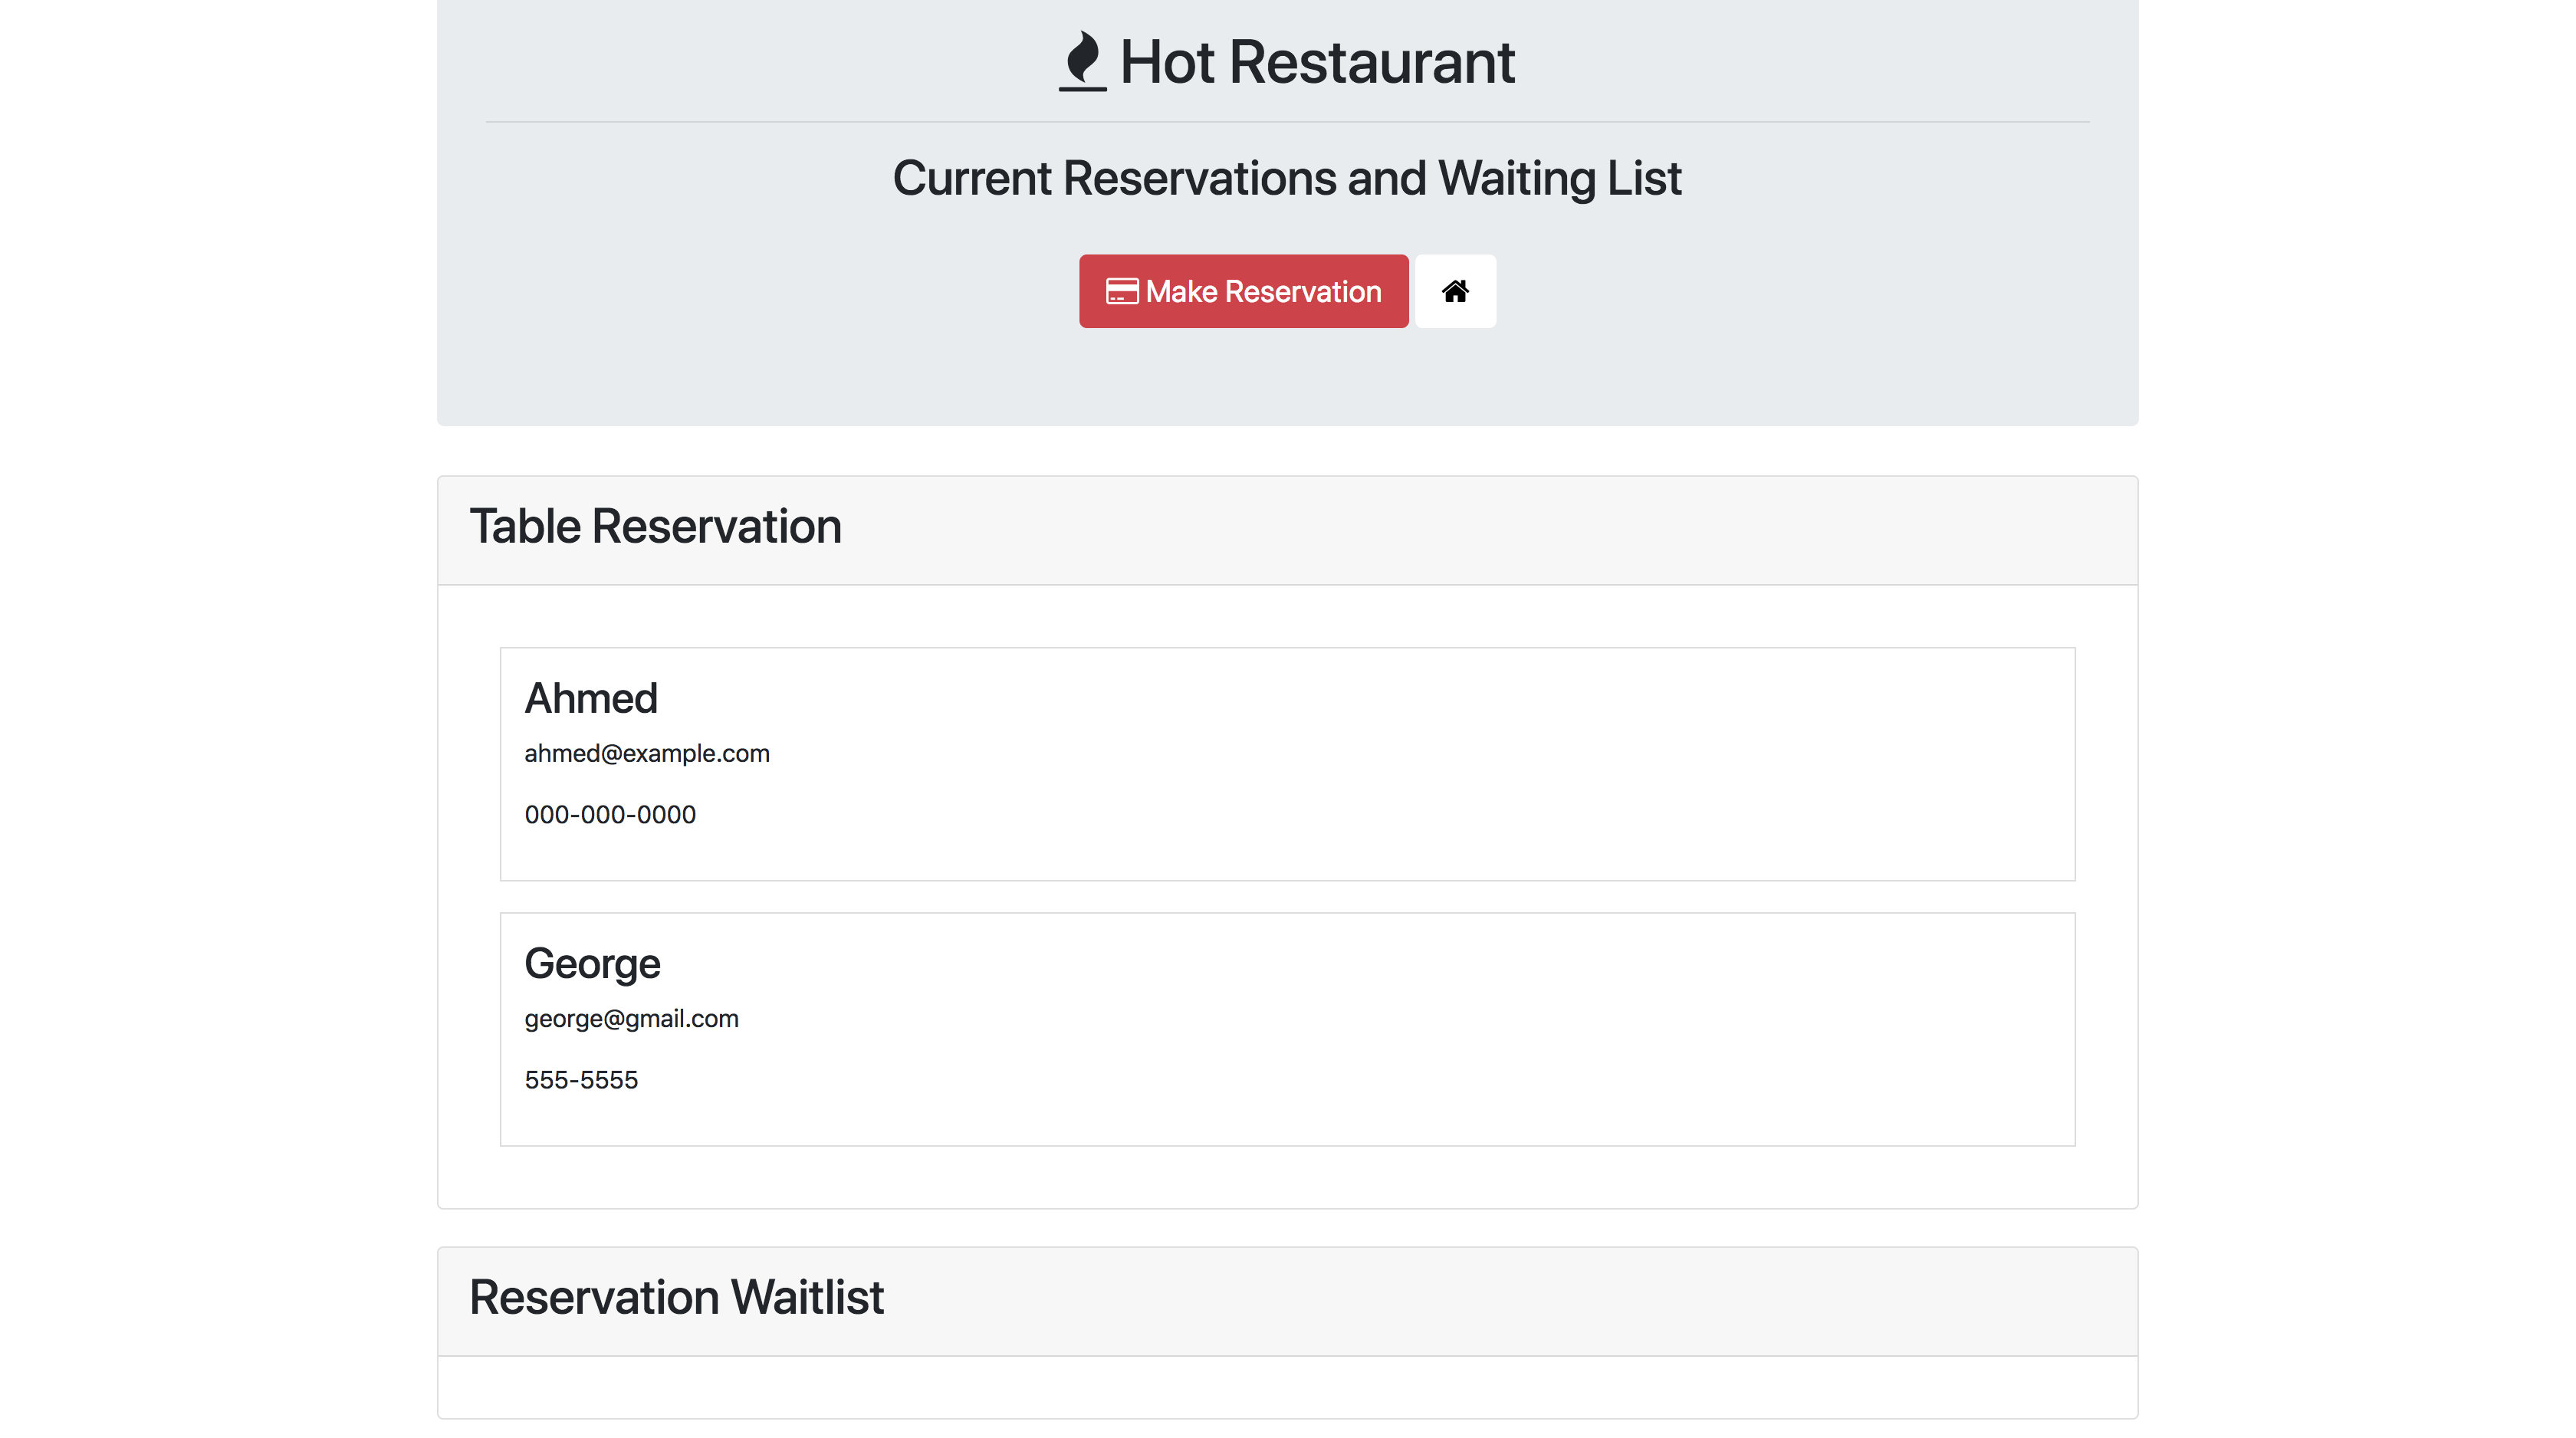 Hot Restaurant
Current Reservations and Waiting List
Make Reservation
Table Reservation
Ahmed
ahmed@example.com
000-000-0000
George
george@gmail.com
555-5555
Reservation Waitlist